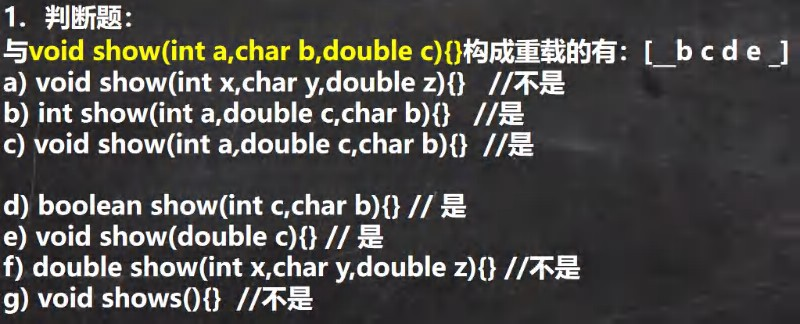 1. 判断题：
与void show(int a,char b,double c){}构成重载的有：[__b c d e _]
a) void show(int x,char y,double z){} //不是
b) int show(int a,double c,char b){} //是
c) void show(int a,double c,char b){} //是
d) boolean show(int c,char b){} // 是
e) void show(double c){} // 是
f) double show(int x,char y,double z){} //不是
g) void shows(){} //不是